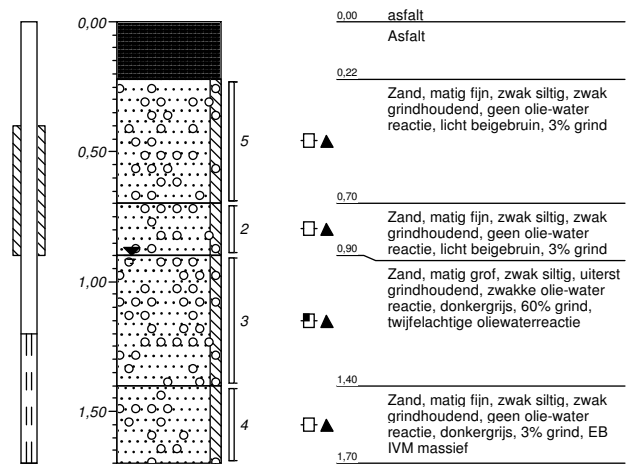 0,00
0,50
1,00
1,50
5
2
3
4
0,00 asfalt
Asfalt
0,22
Zand, matig fijn, zwak siltig, zwak
grindhoudend, geen olie-water
reactie, licht beigebruin, 3% grind
0,70
Zand, matig fijn, zwak siltig, zwak
grindhoudend, geen olie-water
reactie, licht beigebruin, 3% grind
0,90
Zand, matig grof, zwak siltig, uiterst
grindhoudend, zwakke olie-water
reactie, donkergrijs, 60% grind,
twijfelachtige oliewaterreactie
1,40
Zand, matig fijn, zwak siltig, zwak
grindhoudend, geen olie-water
reactie, donkergrijs, 3% grind, EB
IVM massief
1,70